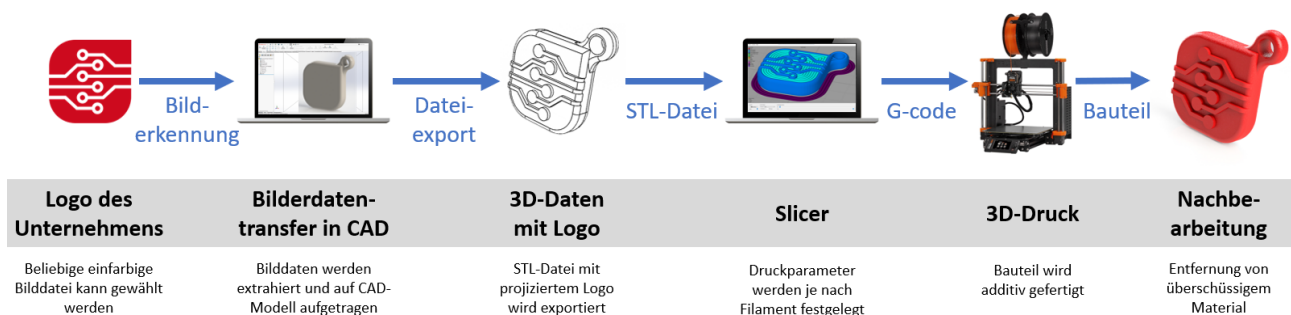 Bild-
erkennung
Datei-
export
STL-Datei
G-code
Bauteil
Logo des
Unternehmens
Bilderdaten-
transfer in CAD
3D-Daten
mit Logo
Slicer
3D-Druck
Nachbe-
arbeitung
Beliebige einfarbige
Bilddatei kann gewählt
werden
Bilddaten werden
extrahiert und auf CAD-
Modell aufgetragen
STL-Datei mit
projiziertem Logo
wird exportiert
Druckparameter
werden je nach
Filament festgelegt
Bauteil wird
additiv gefertigt
Entfernung von
überschüssigem
Material